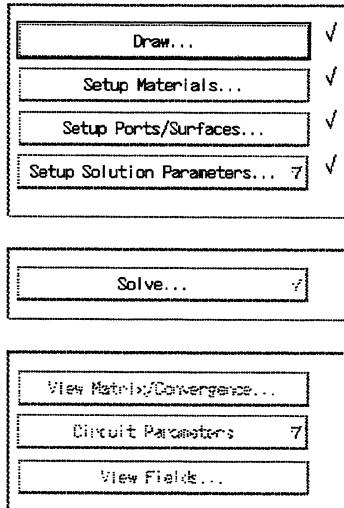 Draw...
Setup Materials...
Setup Ports/Surfaces...
Setup Solution Parameters...
Solve...
View Matrix/Convergence...
Circuit Parameters
View Fields...